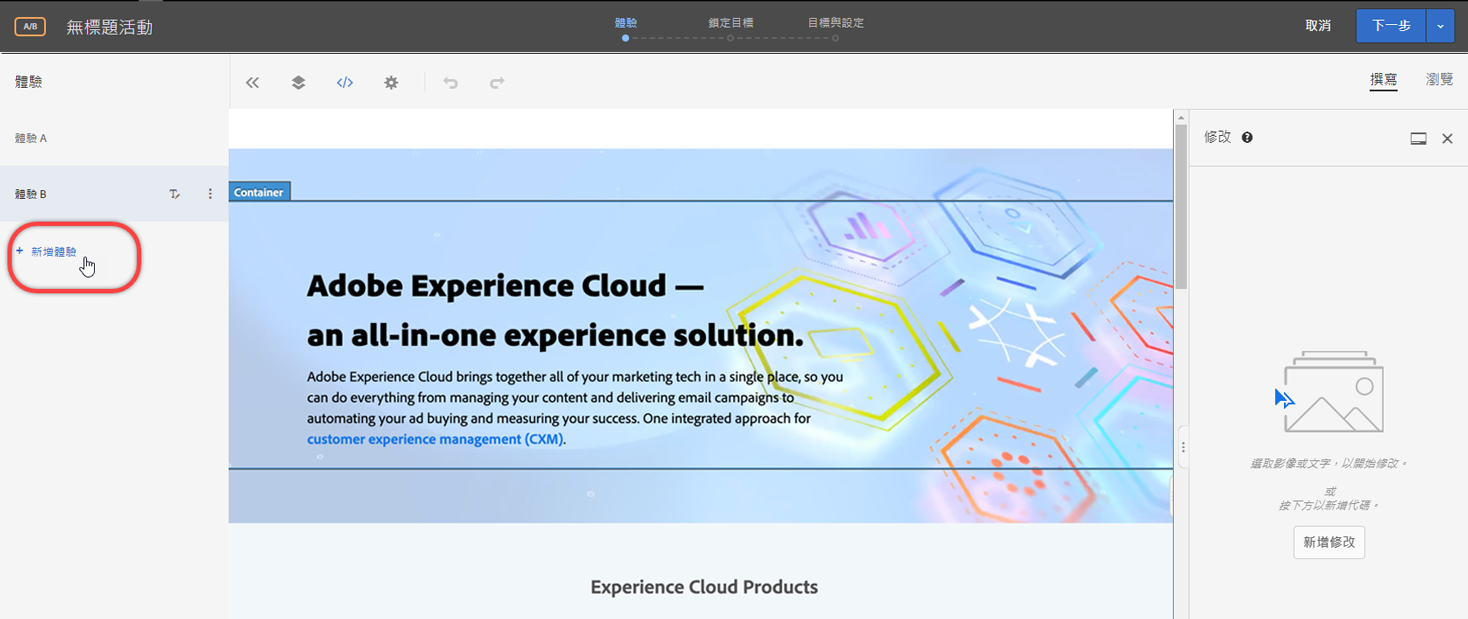 A/B
無標題活動
體驗
鎖定目標
目標與設定
取消
下一步
體驗
</>
撰寫
瀏覽
體驗 A
體驗 B
+ 新增體驗
Container
Adobe Experience Cloud —
an all-in-one experience solution.
Adobe Experience Cloud brings together all of your marketing tech in a single place, so you
can do everything from managing your content and delivering email campaigns to
automating your ad buying and measuring your success. One integrated approach for
customer experience management (CXM).
Experience Cloud Products
修改 ?
選取影像或文字，以開始修改。
或
按下方以新增代碼。
新增修改